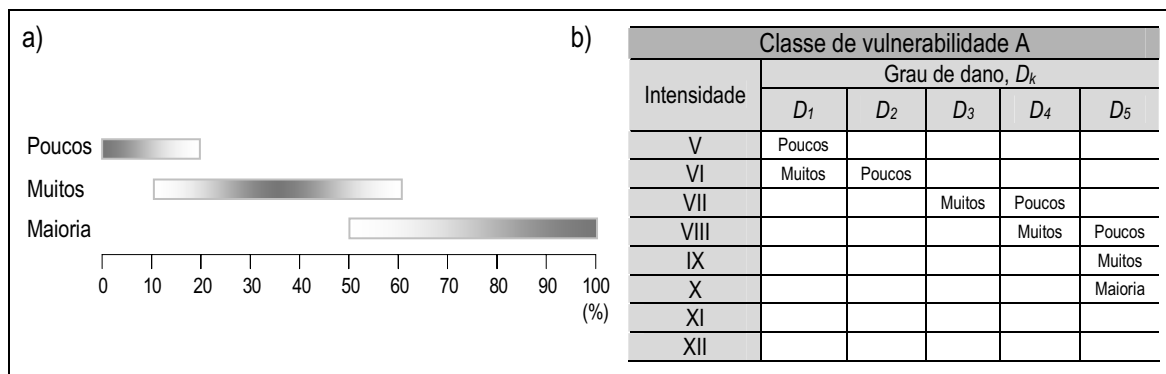 a)
Poucos
Muitos
Maioria
0 10 20 30 40 50 60 70 80 90 100
(%)
b)
Classe de vulnerabilidade A
Intensidade
Grau de dano, Dk
D1 D2 D3 D4 D5
V Poucos
VI Muitos Poucos
VII Muitos Poucos
VIII Muitos Poucos
IX Muitos
X Maioria
XI
XII